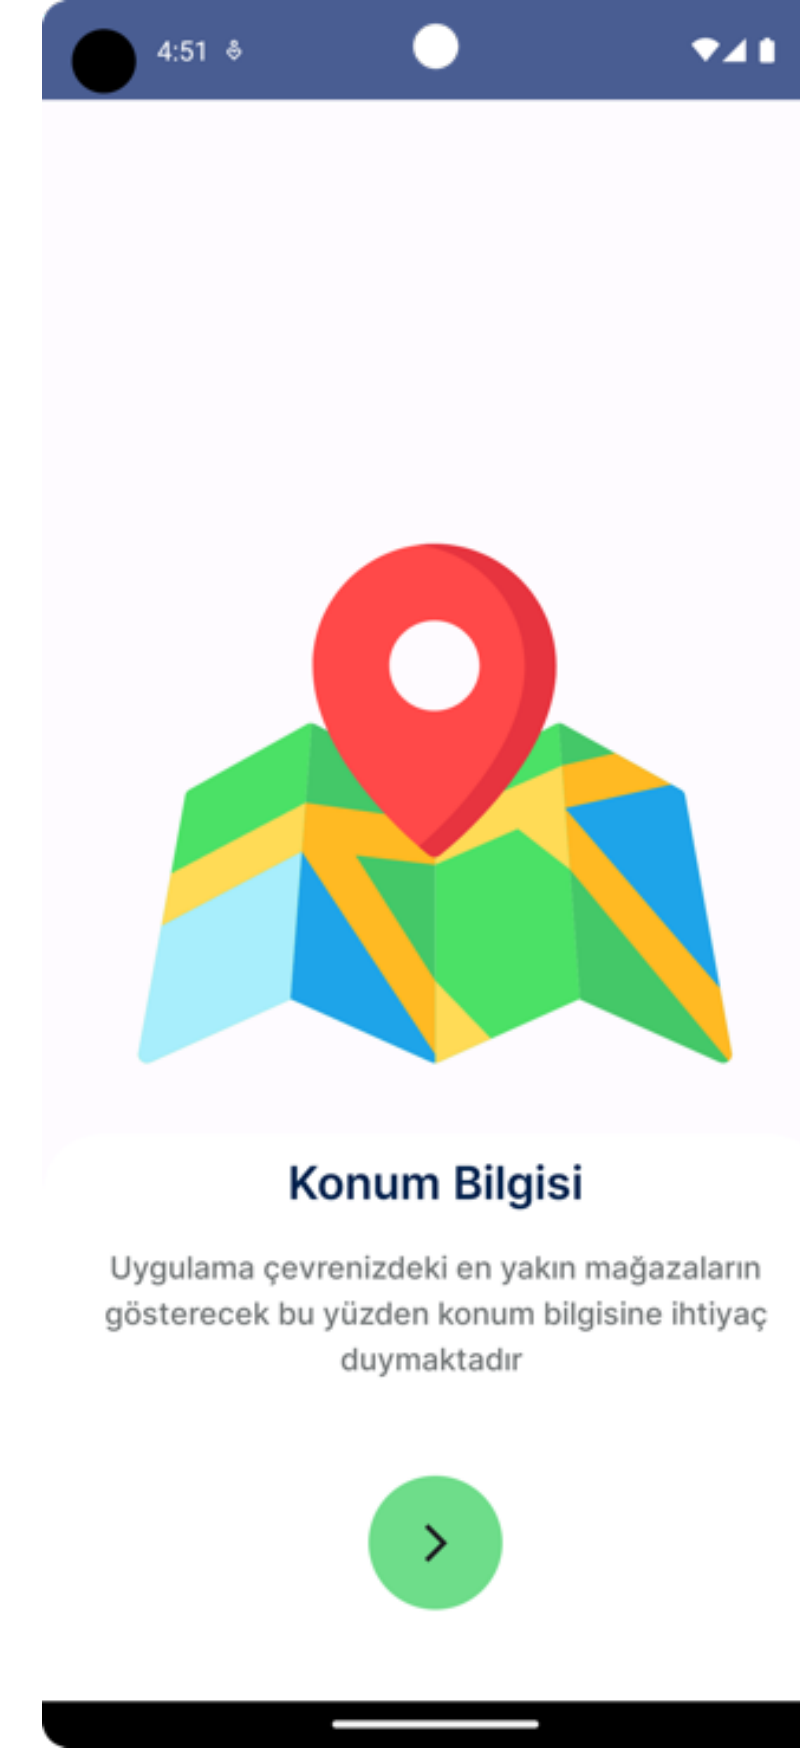 4:51
Konum Bilgisi
Uygulama çevrenizdeki en yakın mağazaların
gösterecek bu yüzden konum bilgisine ihtiyaç
duymaktadır